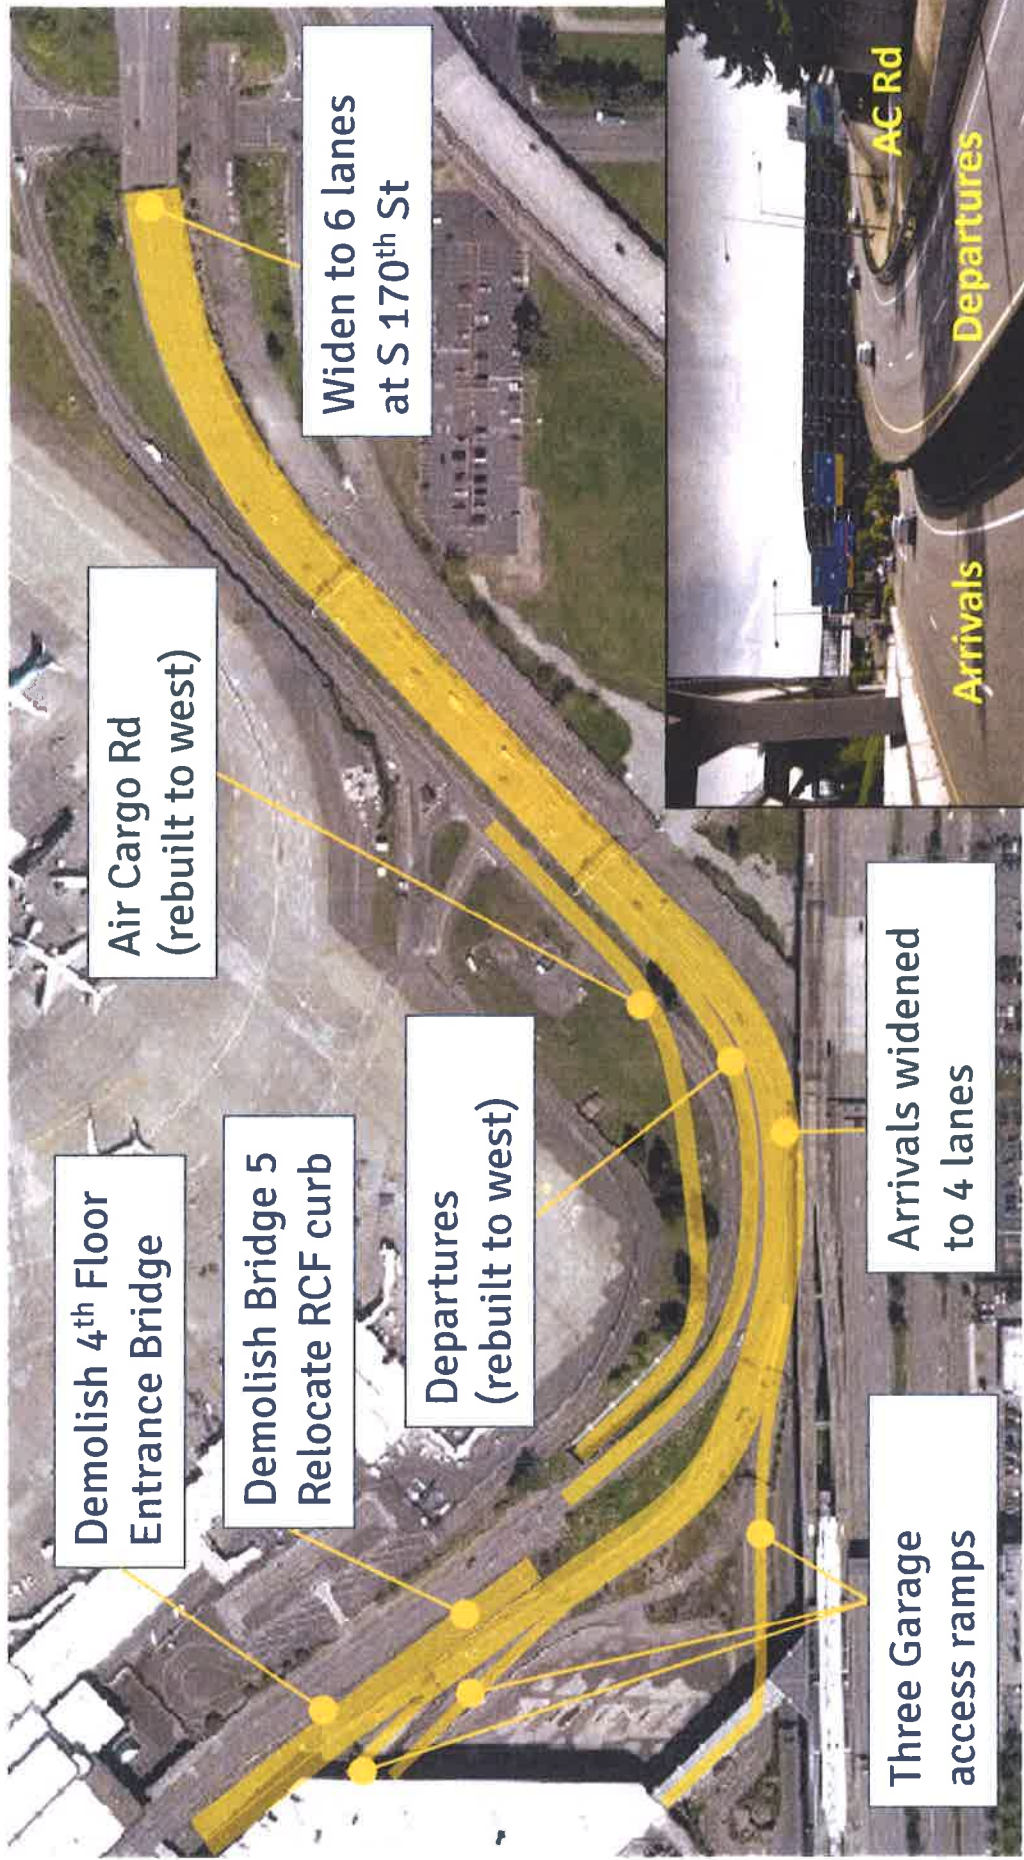 Demolish 4th Floor
Entrance Bridge
Demolish Bridge 5
Relocate RCF curb
Departures
(rebuilt to west)
Air Cargo Rd
(rebuilt to west)
Widen to 6 lanes
at S 170th St
Three Garage
access ramps
Arrivals widened
to 4 lanes
Arrivals
Departures
AC Rd